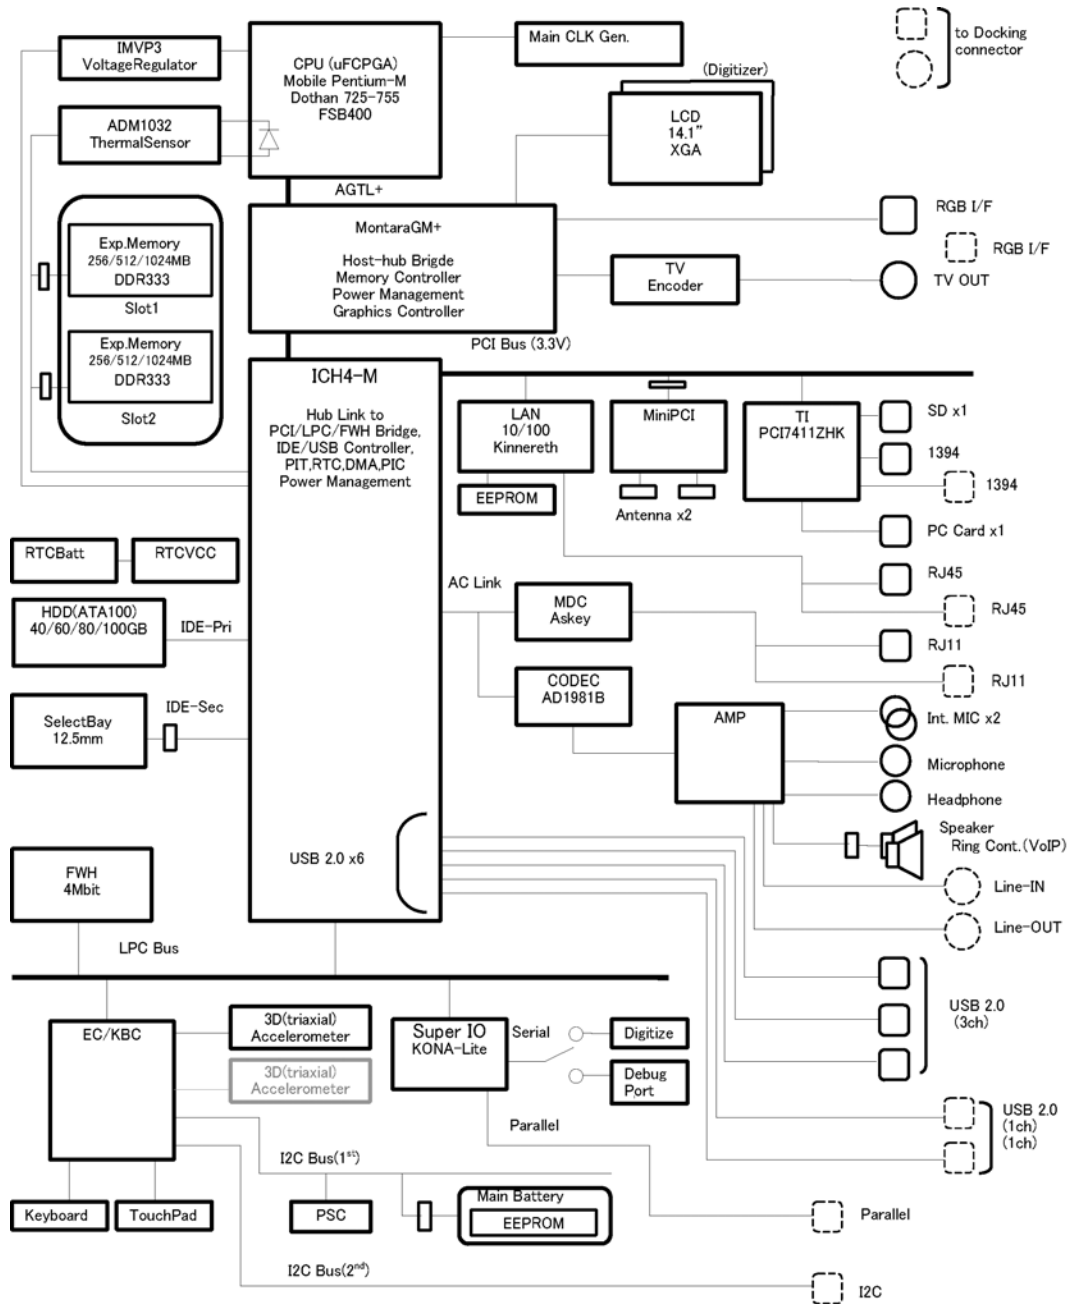 IMVP3
VoltageRegulator
CPU (uFCPGA)
Mobile Pentium-M
Dothan 725-755
FSB400
Main CLK Gen.
to Docking
connector
(Digitizer)
LCD
14.1”
XGA
ADM1032
ThermalSensor
AGTL+
MontaraGM+
Host-hub Brigde
Memory Controller
Power Management
Graphics Controller
RGB I/F
RGB I/F
TV
Encoder
TV OUT
Exp.Memory
256/512/1024MB
DDR333
Slot1
Exp.Memory
256/512/1024MB
DDR333
Slot2
PCI Bus (3.3V)
ICH4-M
Hub Link to
PCI/LPC/FWH Bridge,
IDE/USB Controller,
PIT,RTC,DMA,PIC
Power Management
LAN
10/100
Kinnereth
EEPROM
MiniPCI
Antenna x2
TI
PCI7411ZHK
SD x1
1394
1394
PC Card x1
RTCBatt
RTCVCC
RJ45
RJ45
AC Link
MDC
Askey
HDD(ATA100)
40/60/80/100GB
IDE-Pri
RJ11
RJ11
CODEC
AD1981B
SelectBay
12.5mm
IDE-Sec
AMP
Int. MIC x2
Microphone
Headphone
Speaker
Ring Cont.(VoIP)
USB 2.0 x6
FWH
4Mbit
Line-IN
Line-OUT
LPC Bus
USB 2.0
(3ch)
EC/KBC
3D(triaxial)
Accelerometer
3D(triaxial)
Accelerometer
Super IO
KONA-Lite
Serial
Digitize
Debug
Port
Parallel
USB 2.0
(1ch)
(1ch)
I2C Bus(1st)
Keyboard
TouchPad
PSC
Main Battery
EEPROM
Parallel
I2C Bus(2nd)
I2C